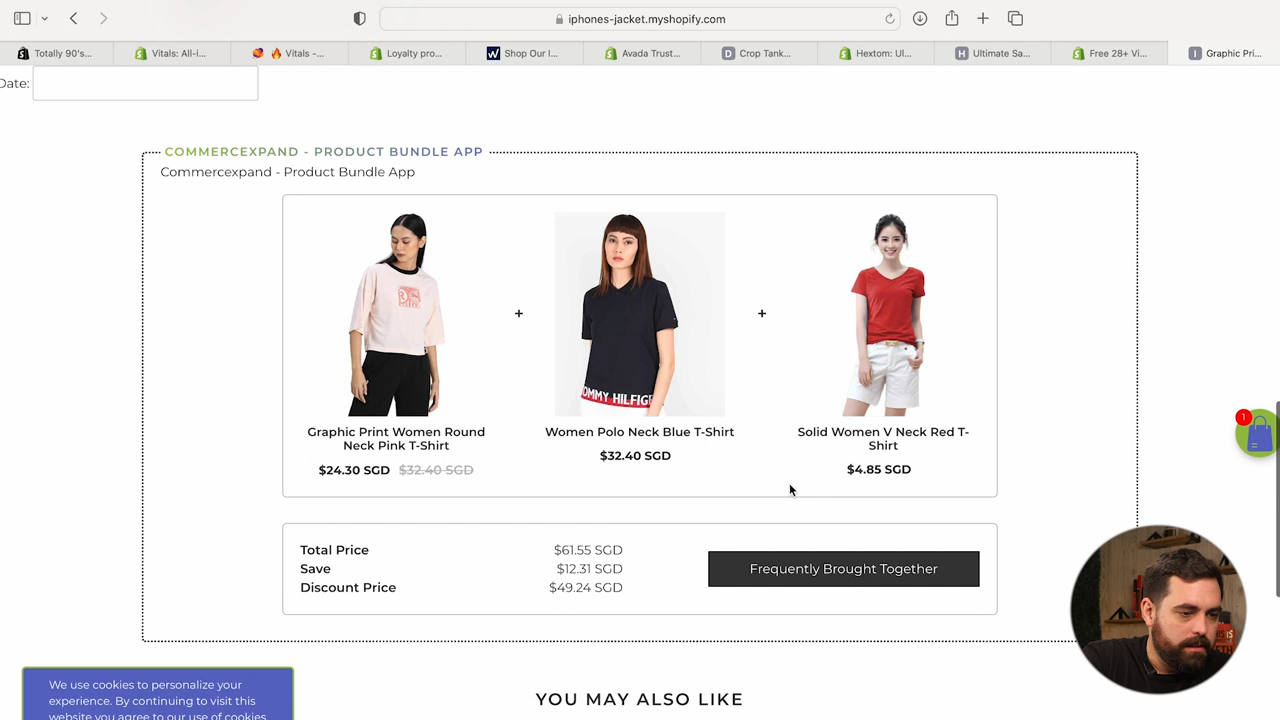 iphones-jacket.myshopify.com
Totally 90's...
Vitals: All-i...
Vitals -...
Loyalty pro...
W
Shop Our I...
Avada Trust...
D
Crop Tank...
Hextom: Ul...
H
Ultimate Sa...
Free 28+ Vi...
I
Graphic Pri...
Date:
COMMERCEXPAND - PRODUCT BUNDLE APP
Commercexpand - Product Bundle App
+
+
OMMY HILFIGE
Graphic Print Women Round
Neck Pink T-Shirt
$24.30 SGD $32.40 SGD
Women Polo Neck Blue T-Shirt
$32.40 SGD
Solid Women V Neck Red T-
Shirt
$4.85 SGD
1
Total Price $61.55 SGD
Save $12.31 SGD
Discount Price $49.24 SGD
Frequently Brought Together
We use cookies to personalize your
experience. By continuing to visit this
website you agree to our use of cookies
YOU MAY ALSO LIKE